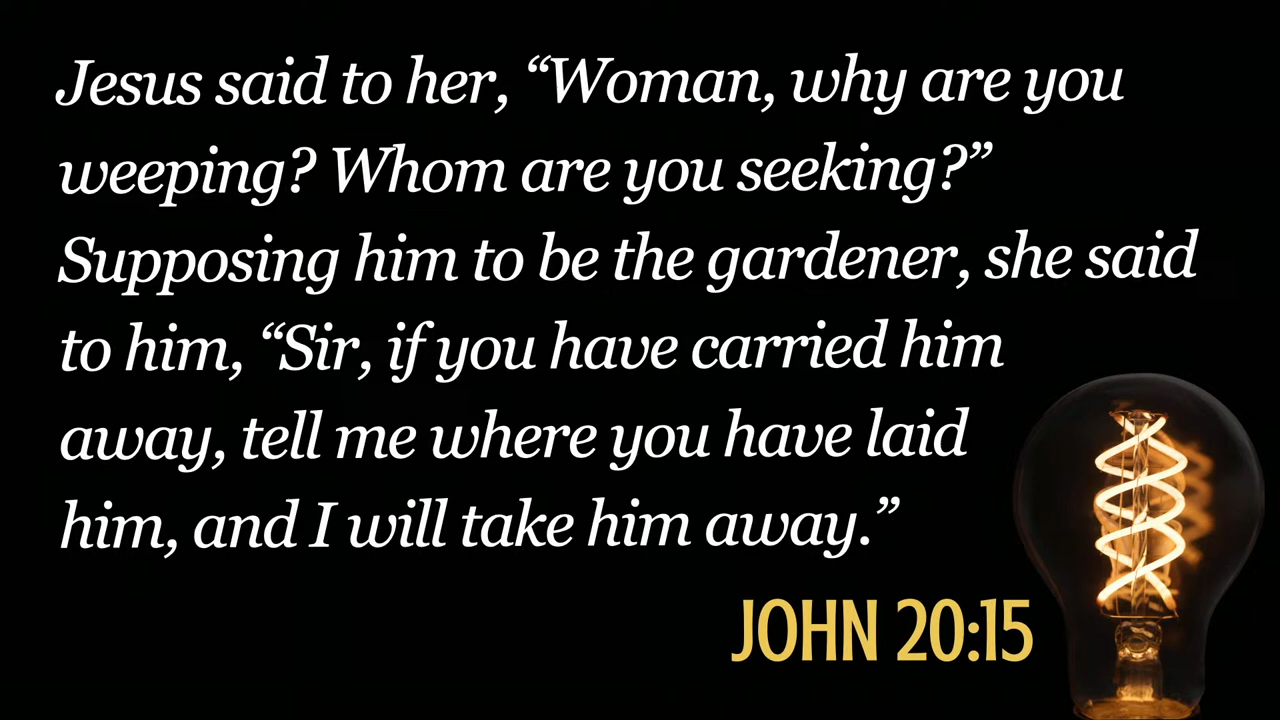 Jesus said to her, “Woman, why are you
weeping? Whom are you seeking?”
Supposing him to be the gardener, she said
to him, “Sir, if you have carried him
away, tell me where you have laid
him, and I will take him away.”
JOHN 20:15